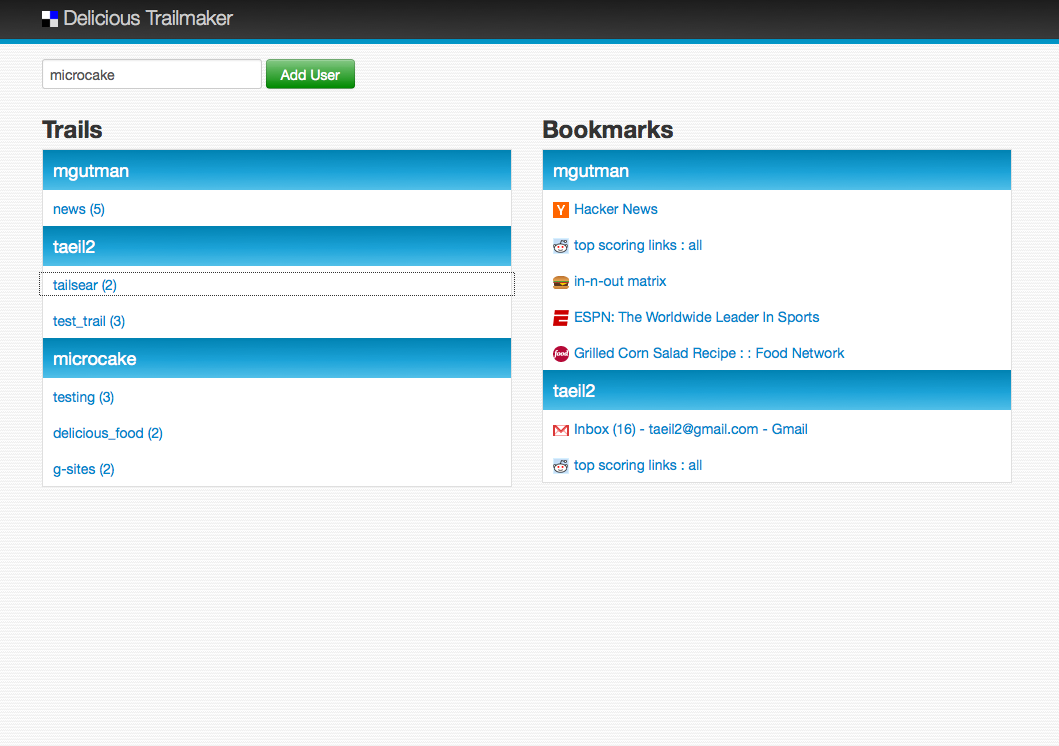 Delicious Trailmaker
microcake
Add User
Trails
mgutman
news (5)
taeil2
tailsear (2)
test_trail (3)
microcake
testing (3)
delicious_food (2)
g-sites (2)
Bookmarks
mgutman
Y Hacker News
top scoring links : all
in-n-out matrix
E ESPN: The Worldwide Leader In Sports
food Grilled Corn Salad Recipe : : Food Network
taeil2
Inbox (16) - taeil2@gmail.com - Gmail
top scoring links : all